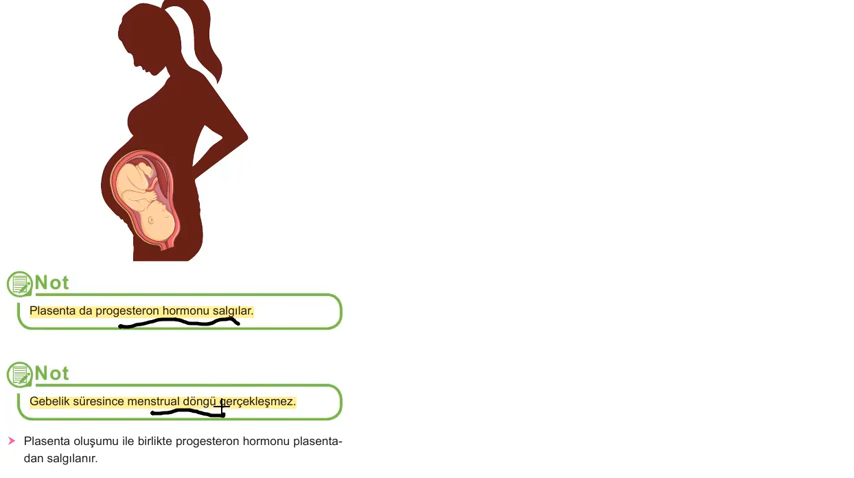 Not
Plasenta da progesteron hormonu salgılar.
Not
Gebelik süresince menstrual döngü gerçekleşmez.
Plasenta oluşumu ile birlikte progesteron hormonu plasenta-
dan salgılanır.